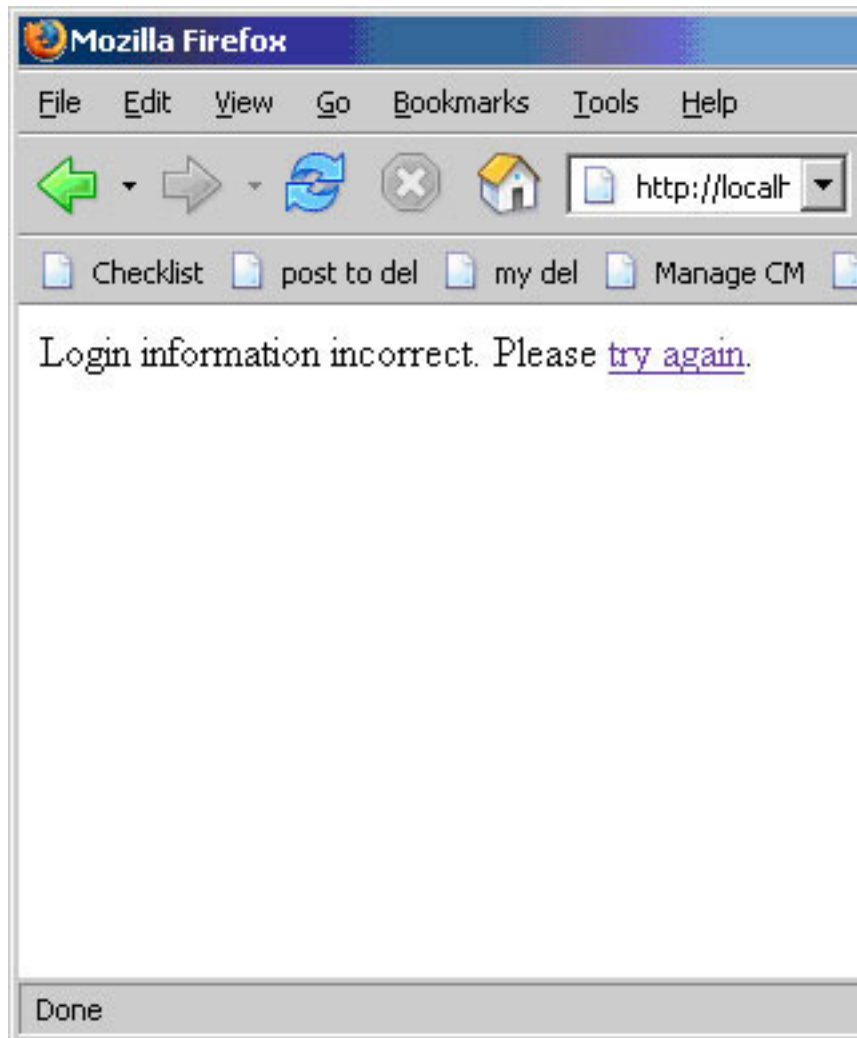 Mozilla Firefox
File Edit View Go Bookmarks Tools Help
http://localh
Checklist post to del my del Manage CM
Login information incorrect. Please try again.
Done